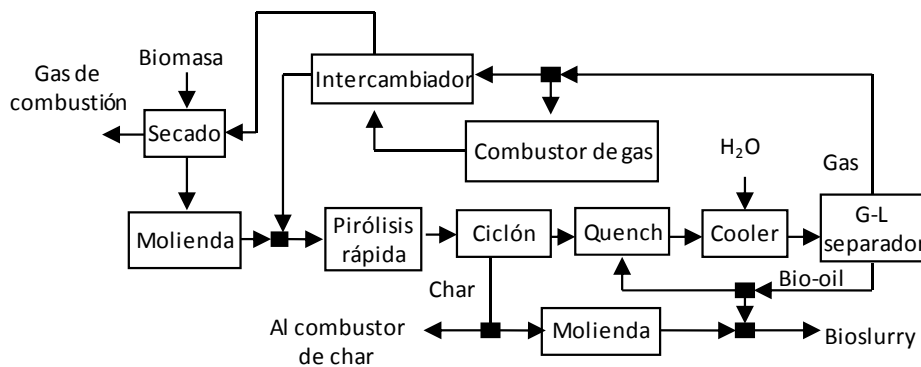 Biomasa
Gas de
combustión
Intercambiador
Secado
Combustor de gas
H₂O
Gas
Molienda
Pirólisis
rápida
Ciclón
Quench
Cooler
G-L
separador
Bio-oil
Char
Al combustor
de char
Molienda
Bioslurry